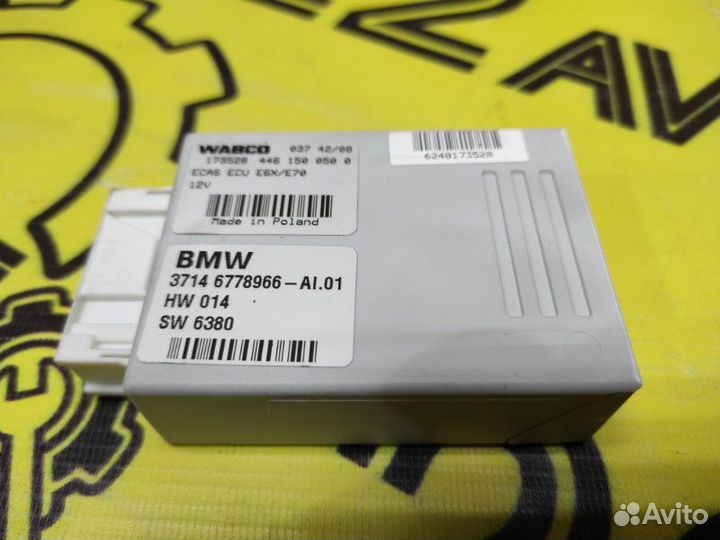 WABCO 037 42/08
173528 446 150 050 0
ECAS ECU E6X/E70
12V
Made in Poland
6240173528
BMW
3714 6778966-AI.01
HW 014
SW 6380
Avito